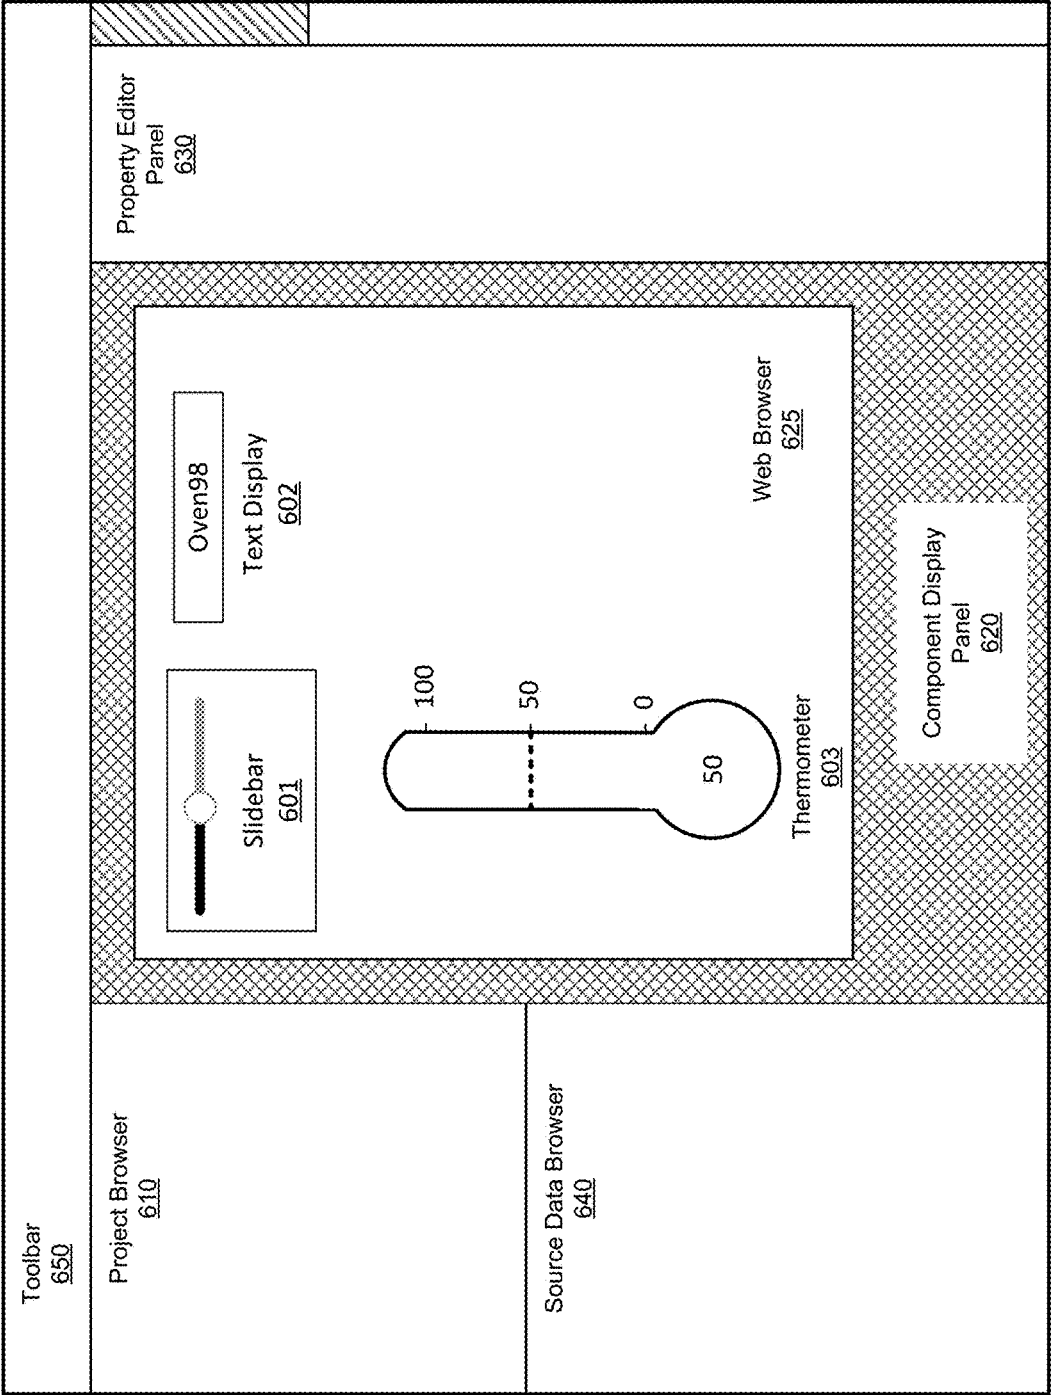 Toolbar
650
Project Browser
610
Source Data Browser
640
Slidebar
601
Oven98
Text Display
602
100
50
0
50
Thermometer
603
Web Browser
625
Component Display
Panel
620
Property Editor
Panel
630